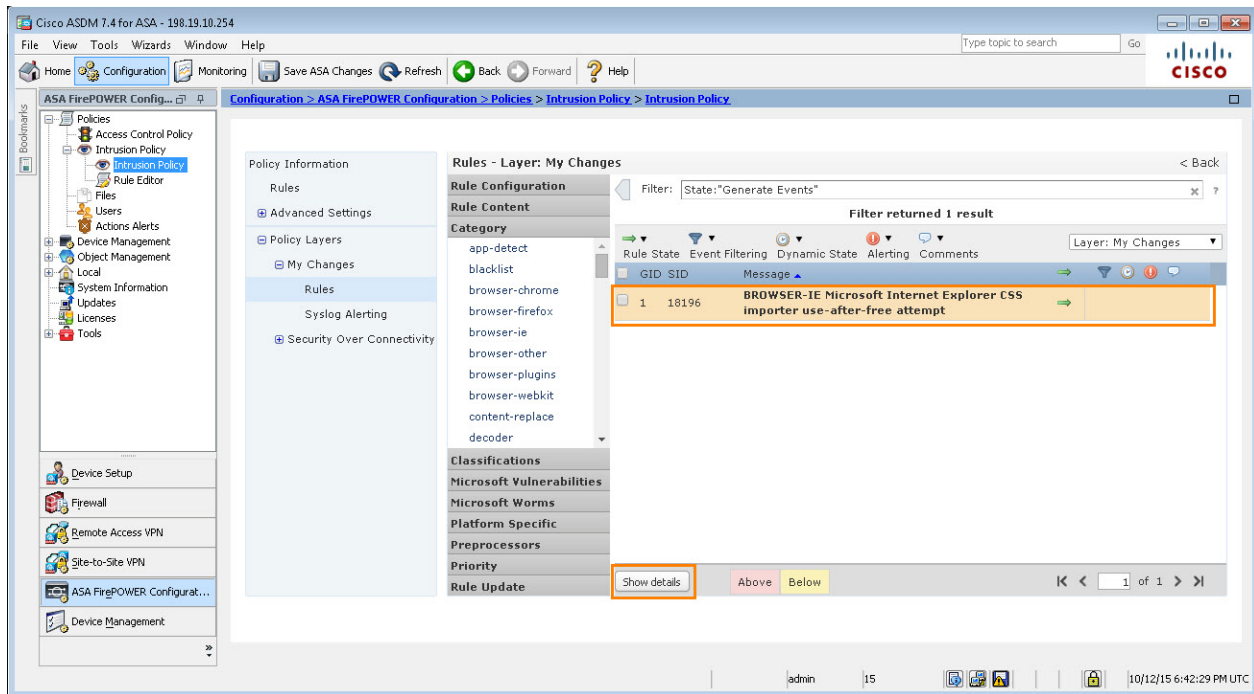 Cisco ASDM 7.4 for ASA - 198.19.10.254
File View Tools Wizards Window Help
Type topic to search Go
Home Configuration Monitoring Save ASA Changes Refresh Back Forward Help
CISCO
Bookmarks
ASA FirePOWER Config...
Configuration > ASA FirePOWER Configuration > Policies > Intrusion Policy > Intrusion Policy
Policies
Access Control Policy
Intrusion Policy
Intrusion Policy
Rule Editor
Files
Users
Actions Alerts
Device Management
Object Management
Local
System Information
Updates
Licenses
Tools
Device Setup
Firewall
Remote Access VPN
Site-to-Site VPN
ASA FirePOWER Configurat...
Device Management
Policy Information
Rules
Advanced Settings
Policy Layers
My Changes
Rules
Syslog Alerting
Security Over Connectivity
Rules - Layer: My Changes
< Back
Rule Configuration
Rule Content
Category
app-detect
blacklist
browser-chrome
browser-firefox
browser-ie
browser-other
browser-plugins
browser-webkit
content-replace
decoder
Classifications
Microsoft Vulnerabilities
Microsoft Worms
Platform Specific
Preprocessors
Priority
Rule Update
Filter: State:"Generate Events" x ?
Filter returned 1 result
Rule State Event Filtering Dynamic State Alerting Comments
Layer: My Changes
GID SID Message
1 18196 BROWSER-IE Microsoft Internet Explorer CSS
importer use-after-free attempt
Show details Above Below 1 of 1
admin 15 10/12/15 6:42:29 PM UTC